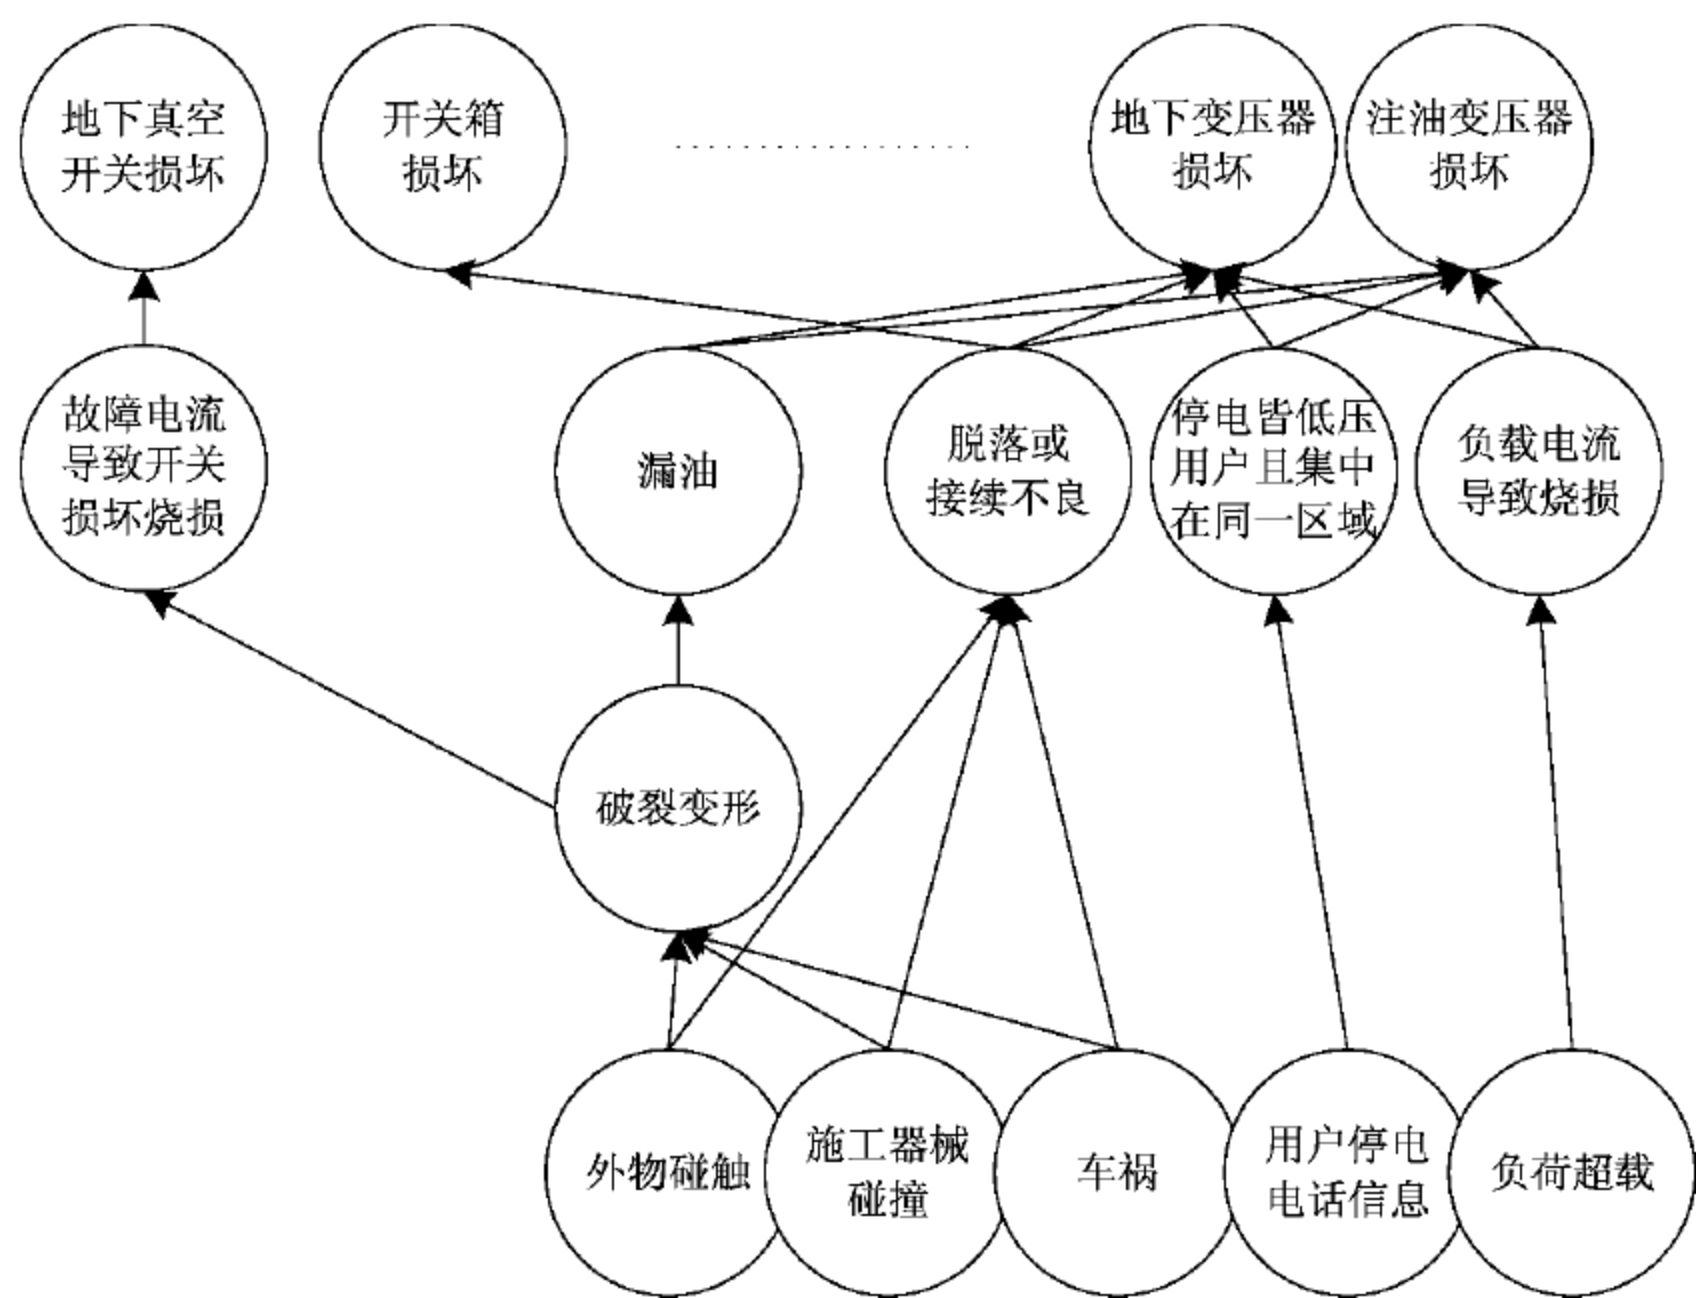 地下真空
开关损坏
开关箱
损坏
地下变压器
损坏
注油变压器
损坏
故障电流
导致开关
损坏烧损
漏油
脱落或
接续不良
停电皆低压
用户且集中
在同一区域
负载电流
导致烧损
破裂变形
外物碰触
施工器械
碰撞
车祸
用户停电
电话信息
负荷超载